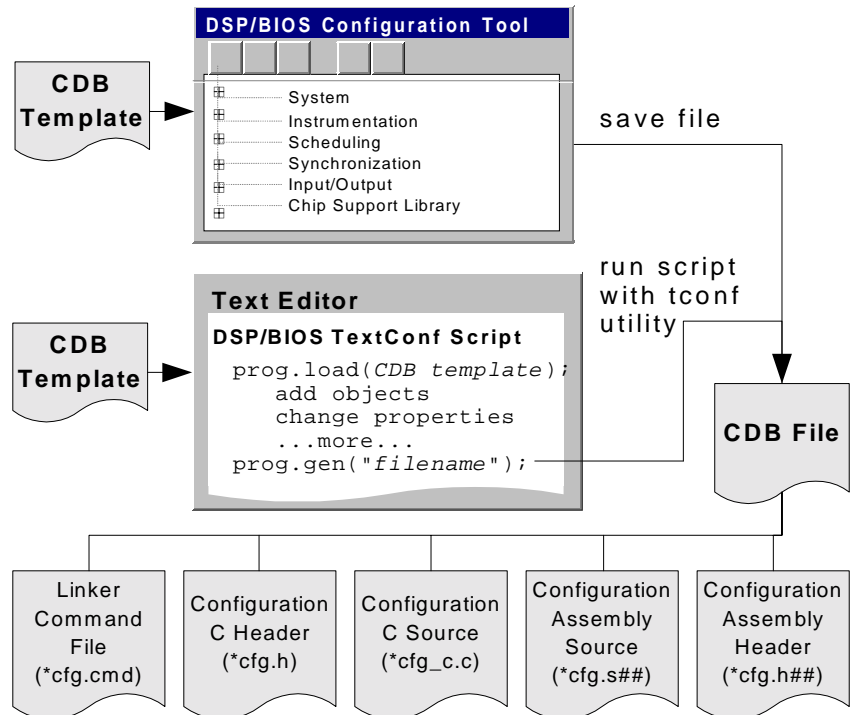 DSP/BIOS Configuration Tool
CDB
Template
System
Instrumentation
Scheduling
Synchronization
Input/Output
Chip Support Library
save file
run script
with tconf
utility
Text Editor
DSP/BIOS TextConf Script
CDB
Template
prog.load(CDB template);
add objects
change properties
...more...
prog.gen("filename");
CDB File
Linker
Command
File
(*cfg.cmd)
Configuration
C Header
(*cfg.h)
Configuration
C Source
(*cfg_c.c)
Configuration
Assembly
Source
(*cfg.s##)
Configuration
Assembly
Header
(*cfg.h##)